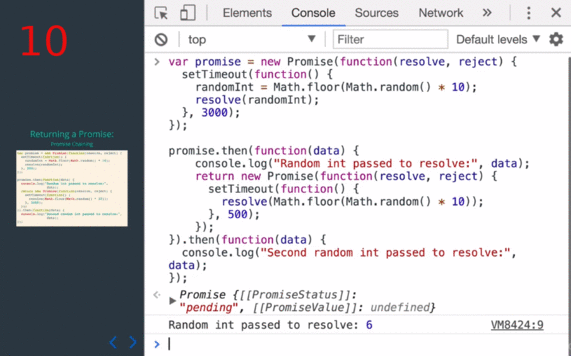 10
Returning a Promise:
Promise Chaining
Elements Console Sources Network »
top Filter Default levels
> var promise = new Promise(function(resolve, reject) {
setTimeout(function() {
randomInt = Math.floor(Math.random() * 10);
resolve(randomInt);
}, 3000);
});
promise.then(function(data) {
console.log("Random int passed to resolve:", data);
return new Promise(function(resolve, reject) {
setTimeout(function() {
resolve(Math.floor(Math.random() * 10));
}, 500);
});
}).then(function(data) {
console.log("Second random int passed to resolve:",
data);
});
Promise {[[PromiseStatus]]:
"pending", [[PromiseValue]]: undefined}
Random int passed to resolve: 6 VM8424:9
>